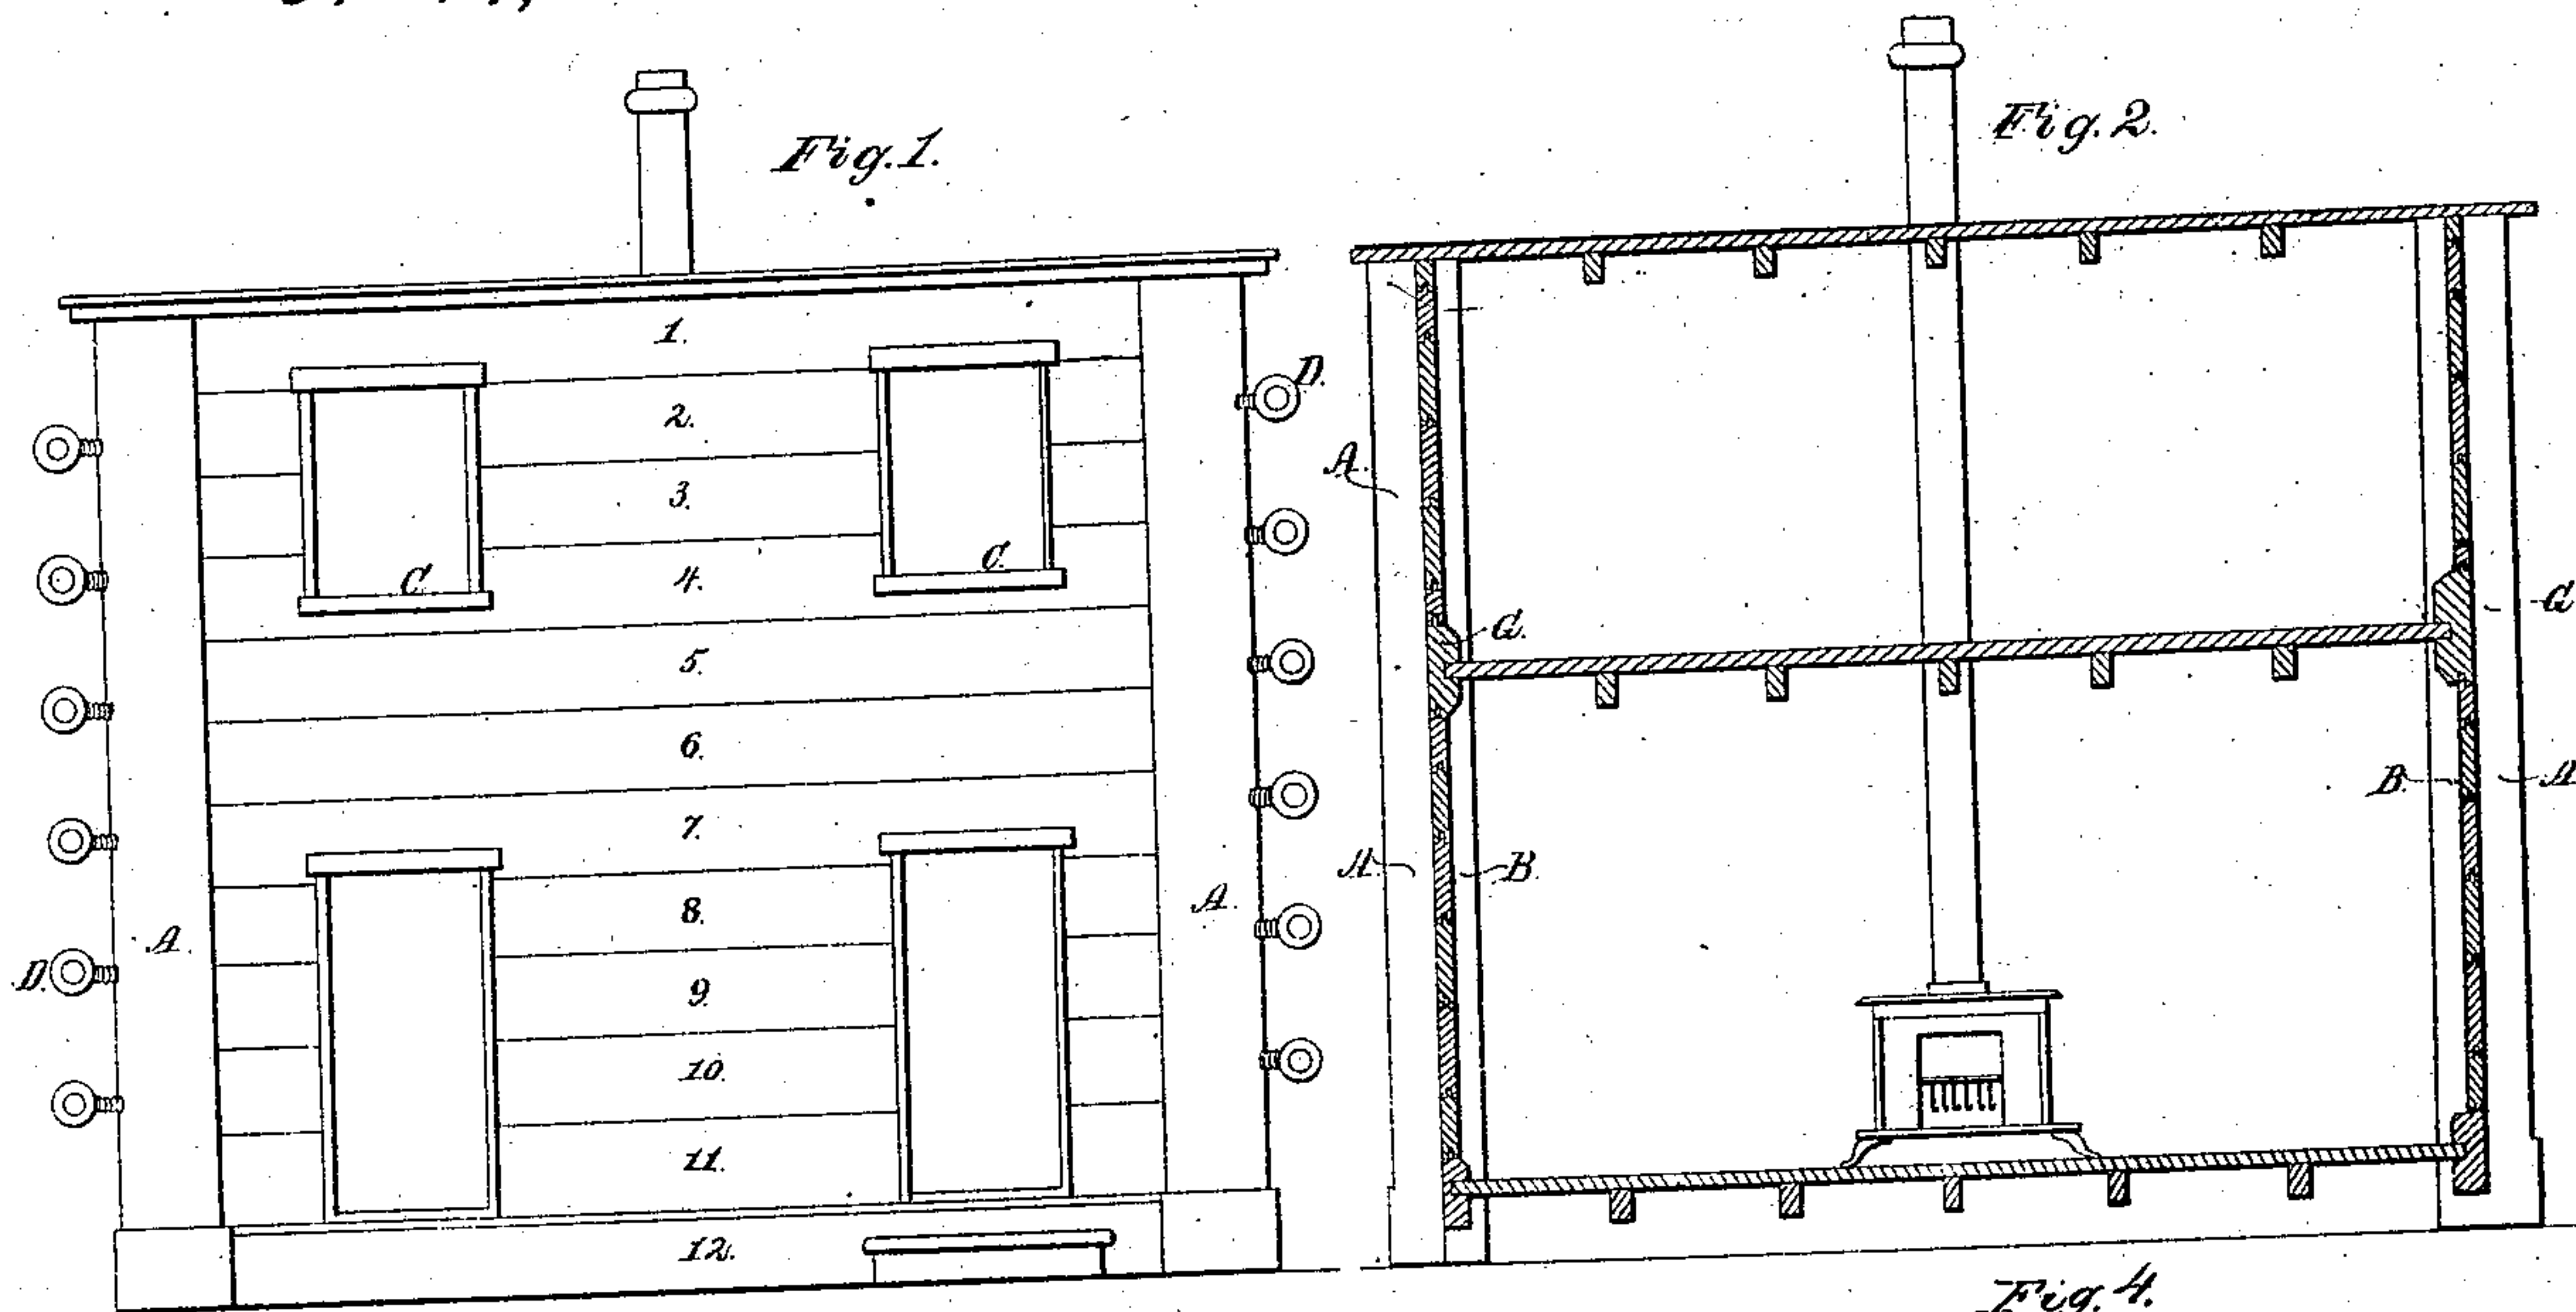 Fig. 1.
Fig. 2.
1.
2.
3.
4.
5.
6.
7.
8.
9.
10.
11.
12.
C.
C.
D.
D.
A.
A.
A.
A.
B.
G.
G
B.
A
Fig. 4.